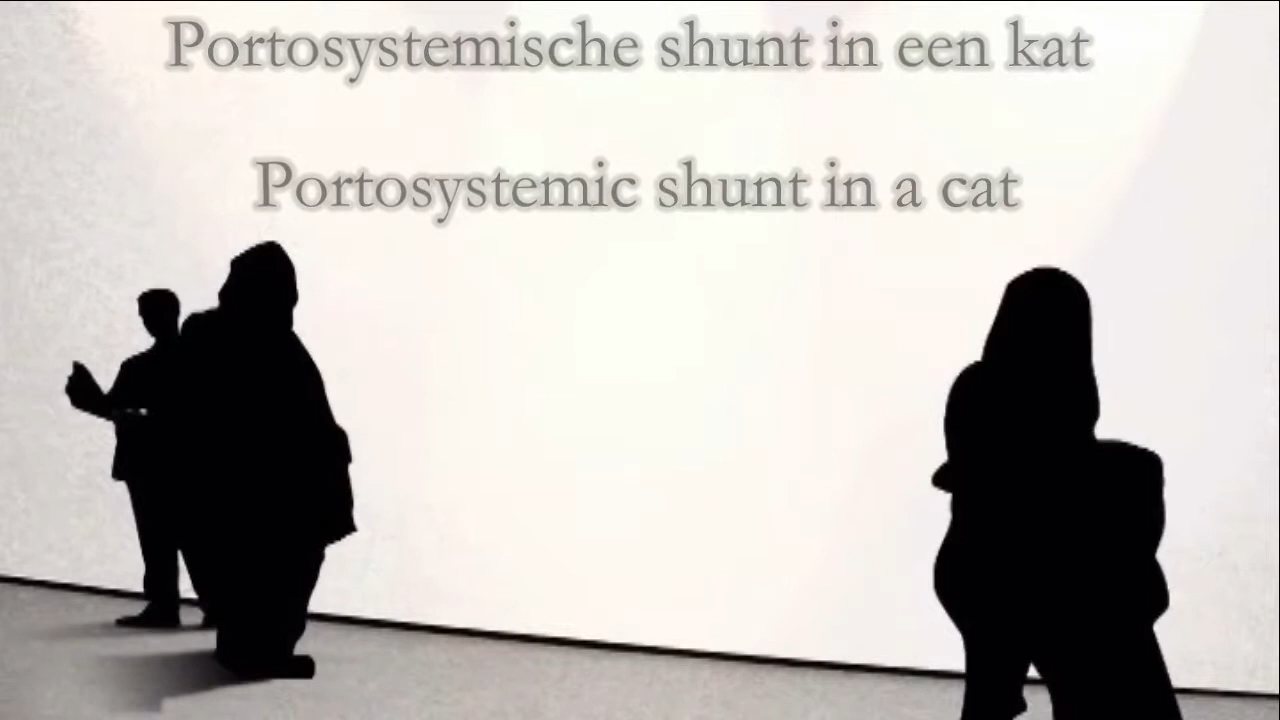 Portosystemische shunt in een kat
Portosystemic shunt in a cat